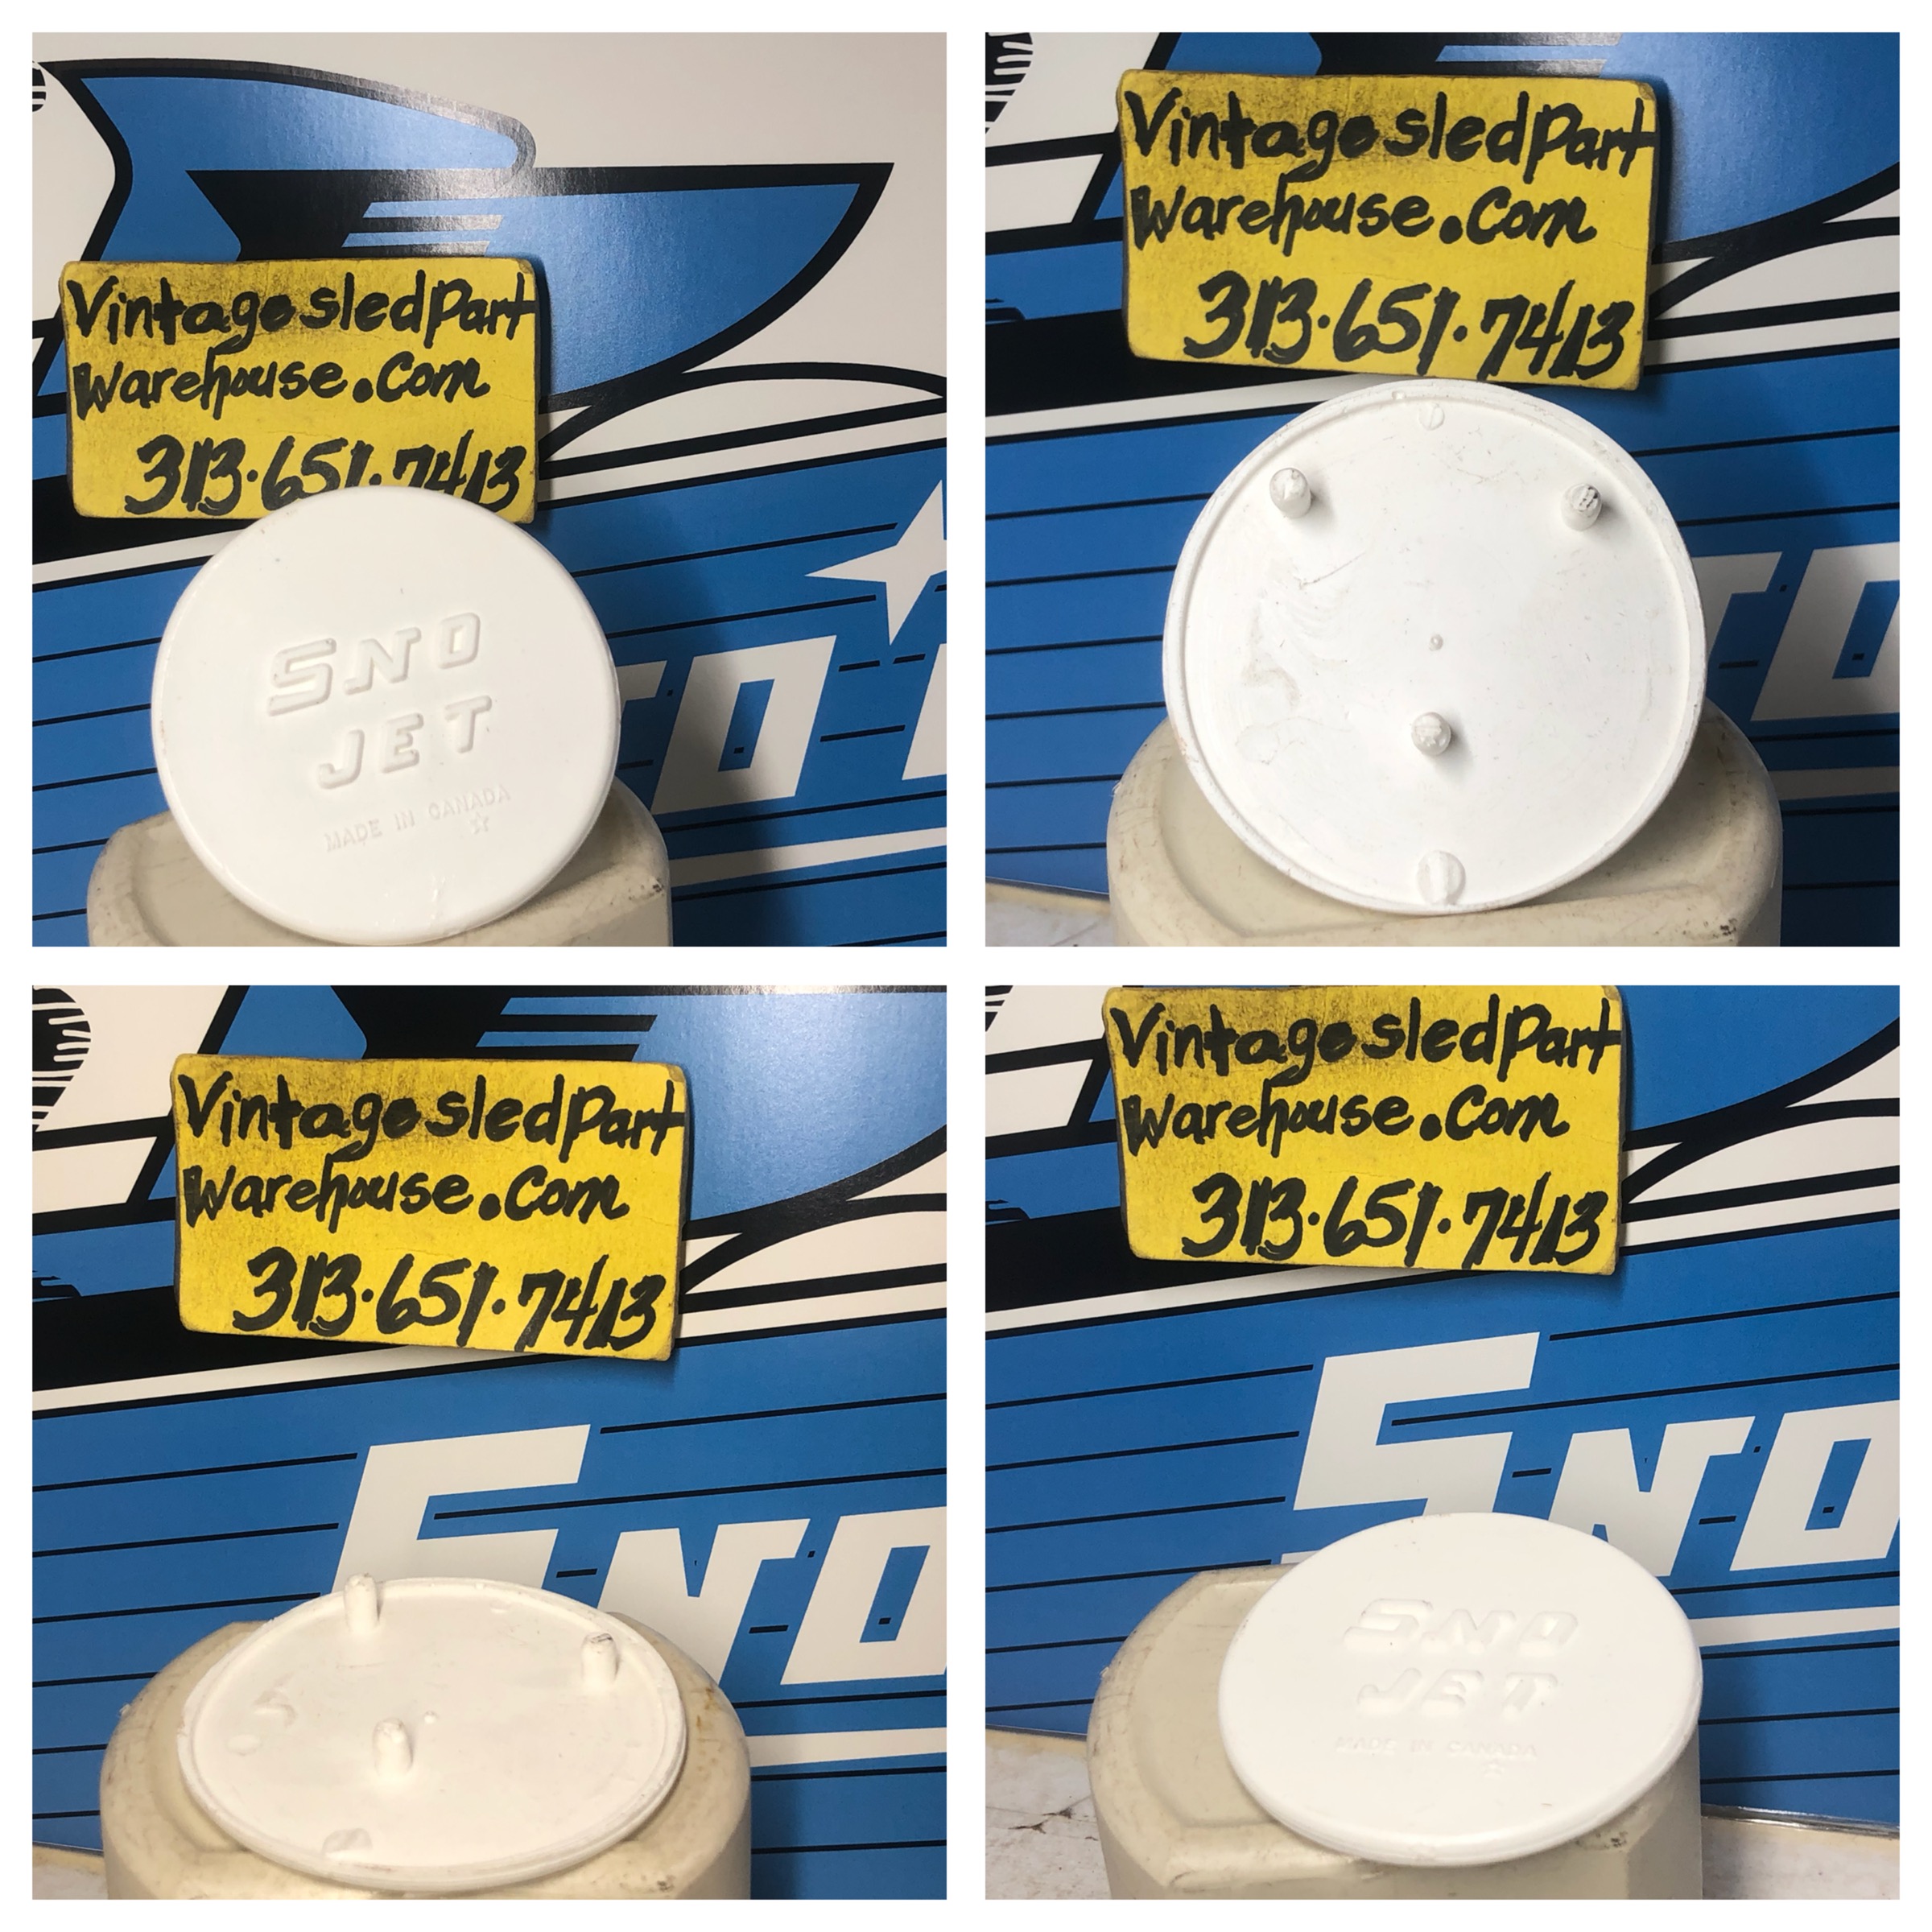 Vintage sled Part
Warehouse.Com
313.651.7413
SNO
JET
MADE IN CANADA
Vintage sled Part
Warehouse.Com
313.651.7413
Vintage sled Part
Warehouse.Com
313.651.7413
SNO
Vintage sled Part
Warehouse.Com
313.651.7413
SNO
SNO
JET
MADE IN CANADA